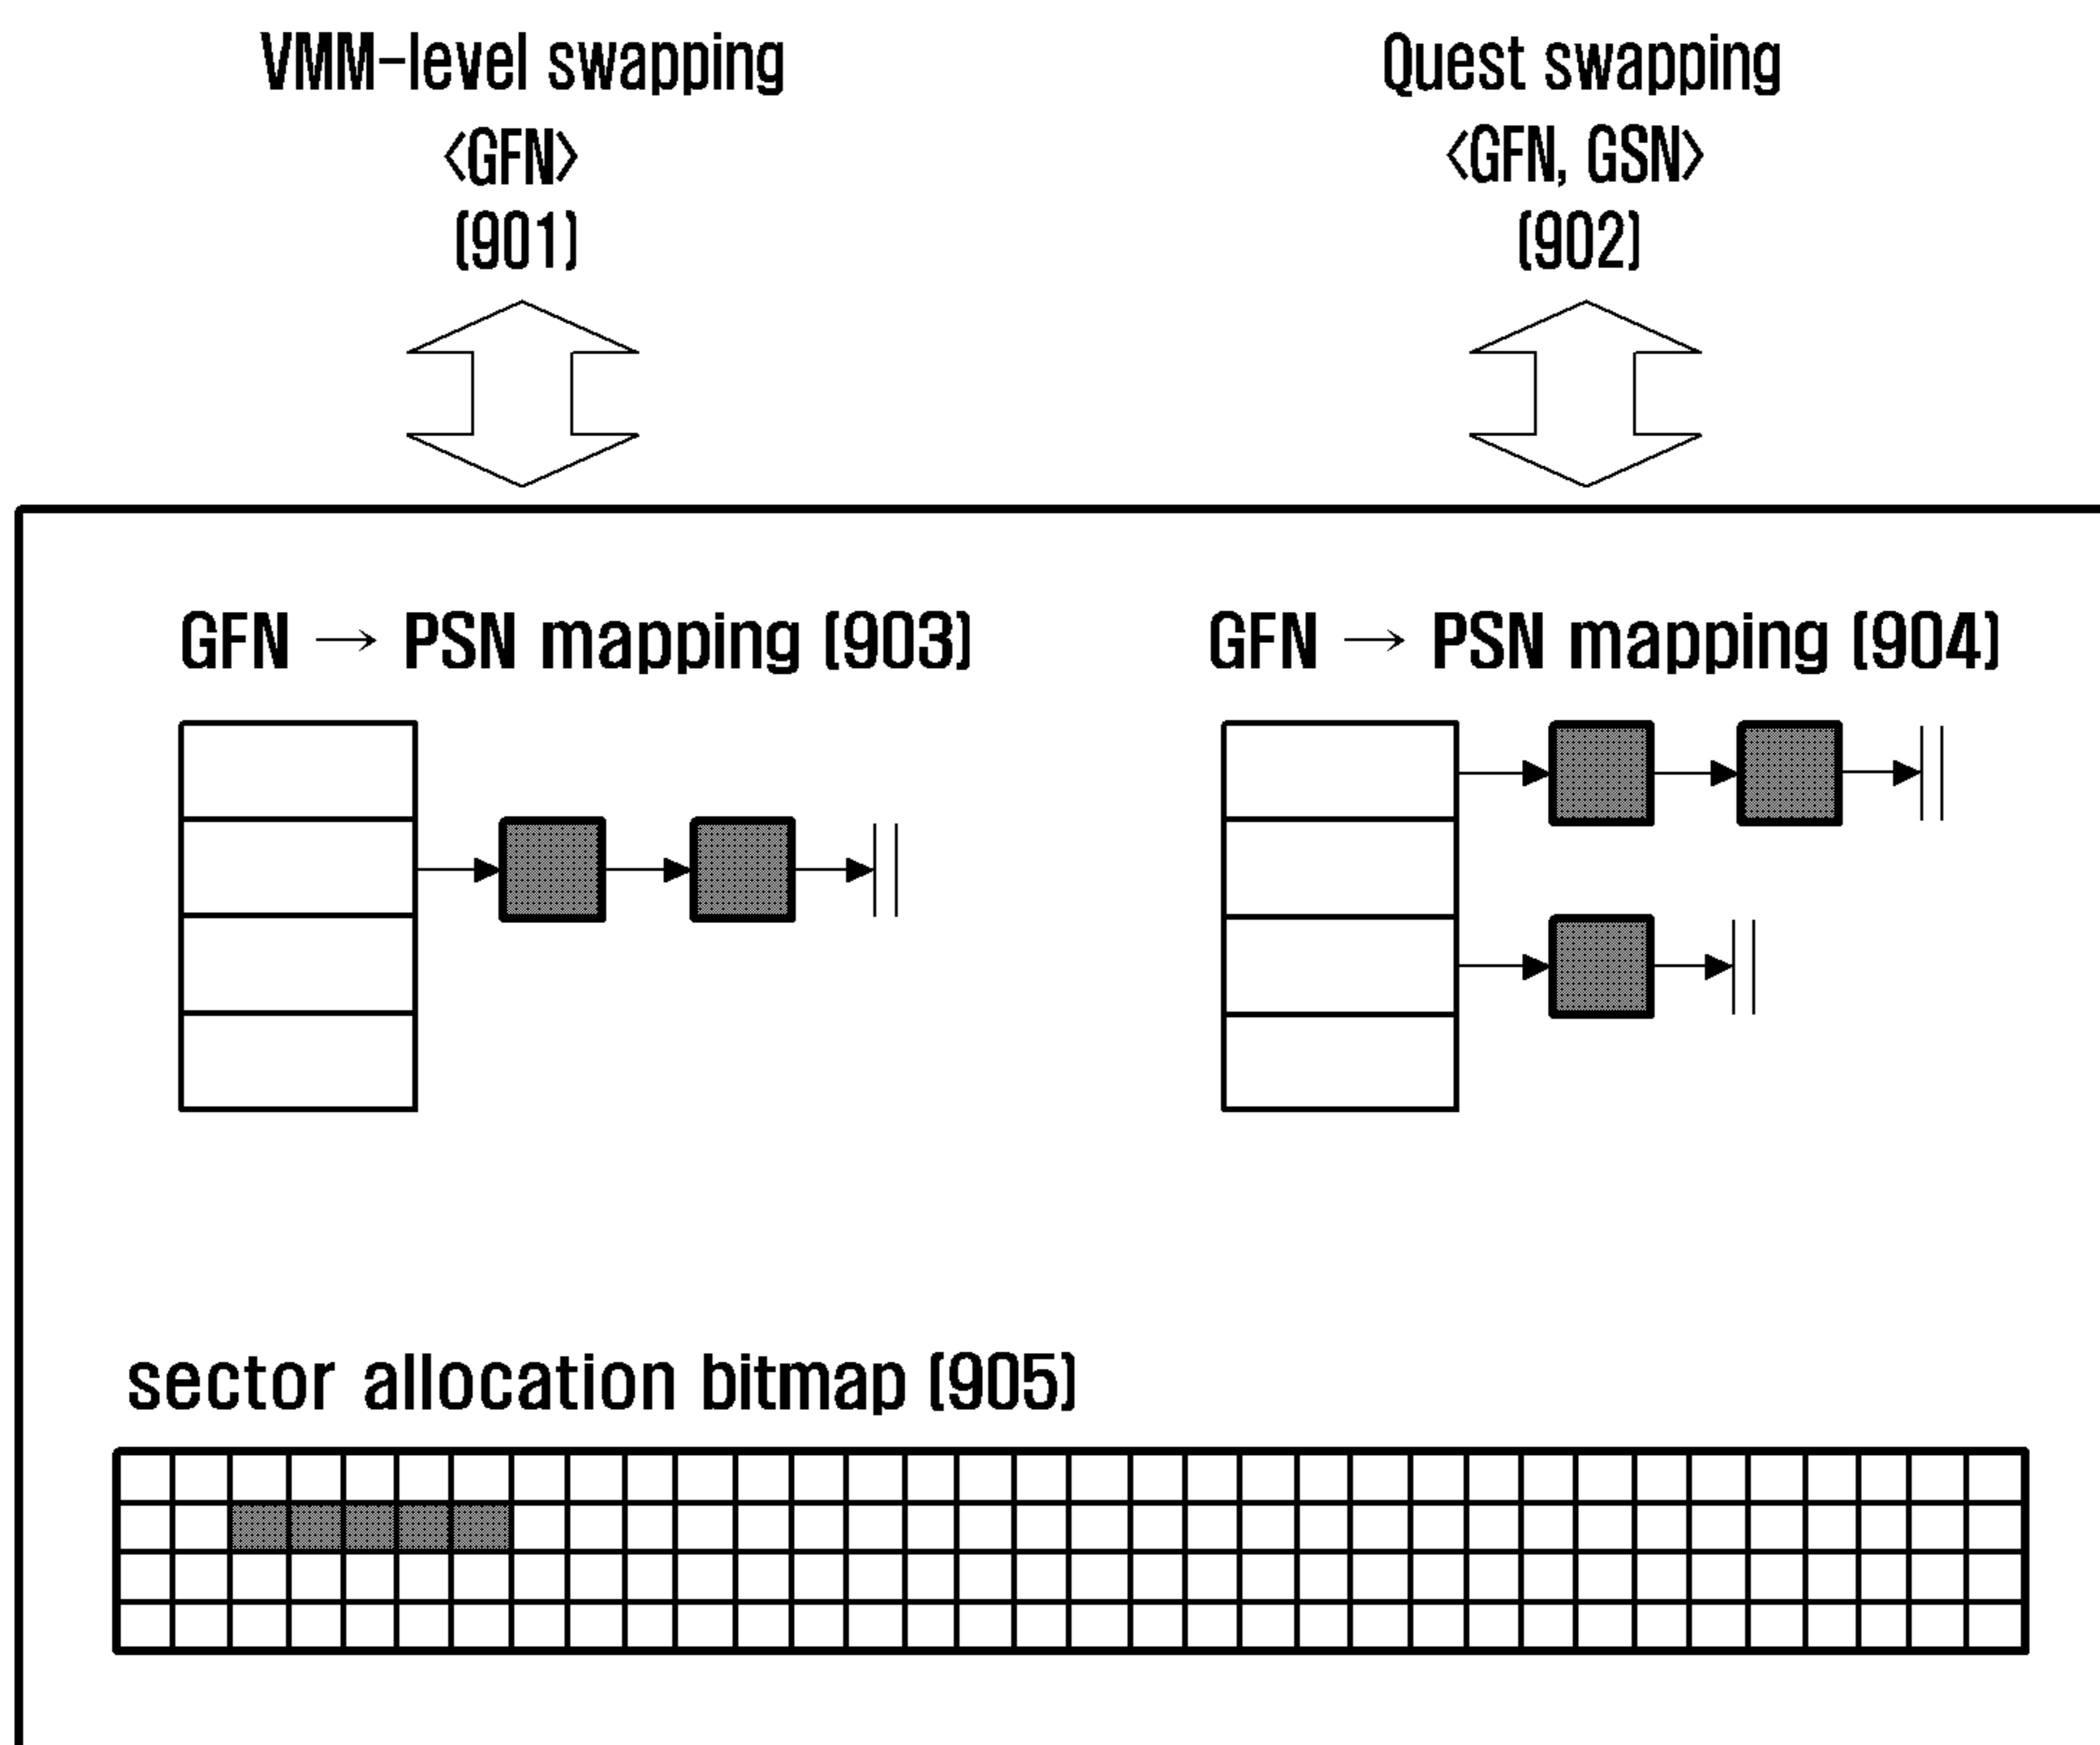 VMM-level swapping
<GFN>
(901)
Quest swapping
<GFN, GSN>
(902)
GFN → PSN mapping (903)
GFN → PSN mapping (904)
sector allocation bitmap (905)